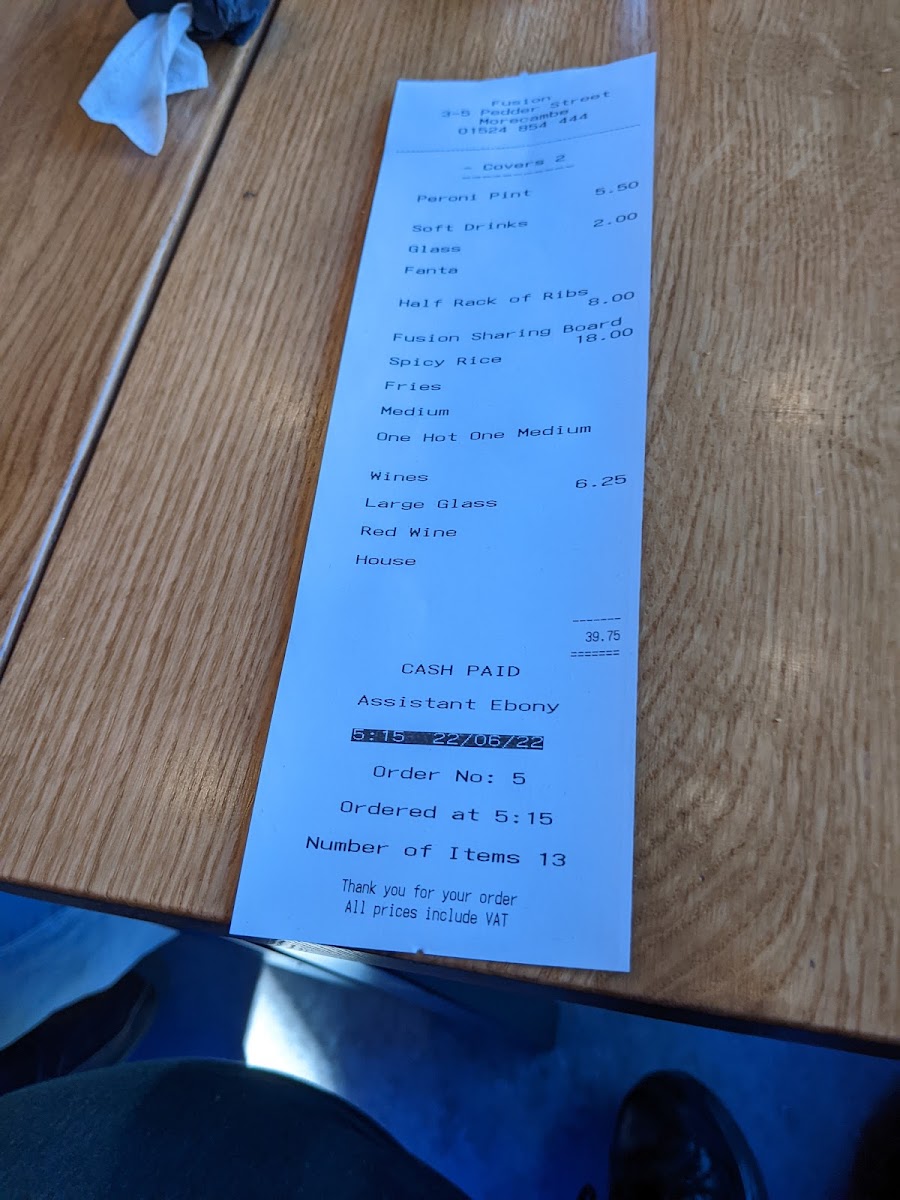 Fusion
3-5 Pedder Street
Morecambe
01524 854 444
- Covers 2
Peroni Pint 5.50
Soft Drinks 2.00
Glass
Fanta
Half Rack of Ribs 8.00
Fusion Sharing Board 18.00
Spicy Rice
Fries
Medium
One Hot One Medium
Wines 6.25
Large Glass
Red Wine
House
39.75
CASH PAID
Assistant Ebony
5:15 22/06/22
Order No: 5
Ordered at 5:15
Number of Items 13
Thank you for your order
All prices include VAT